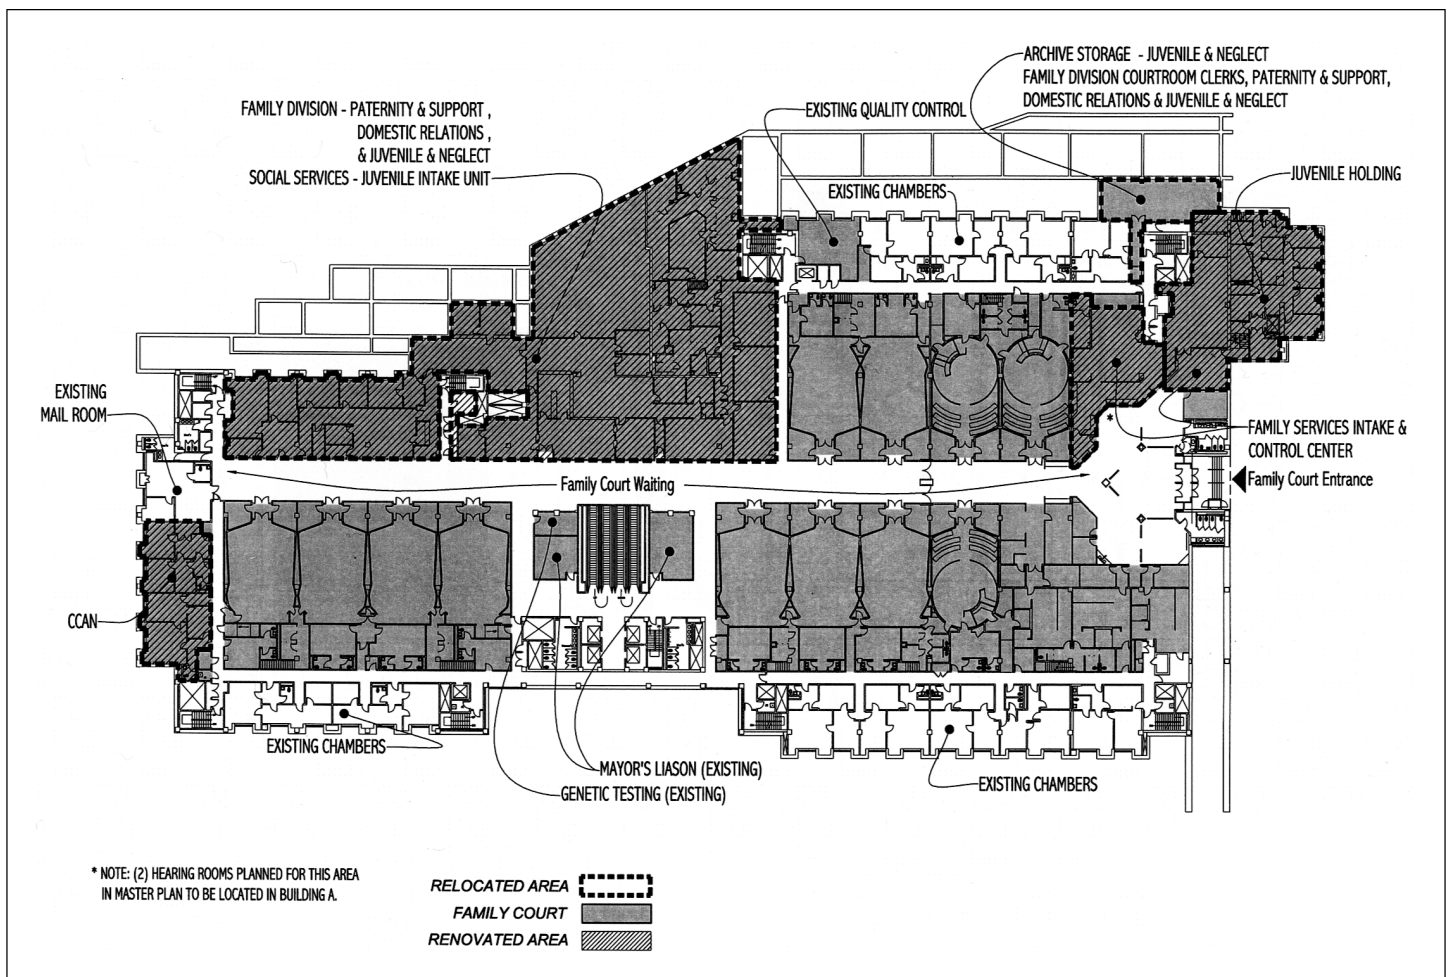 ARCHIVE STORAGE - JUVENILE & NEGLECT
FAMILY DIVISION COURTROOM CLERKS, PATERNITY & SUPPORT,
DOMESTIC RELATIONS & JUVENILE & NEGLECT
FAMILY DIVISION - PATERNITY & SUPPORT ,
DOMESTIC RELATIONS ,
& JUVENILE & NEGLECT
SOCIAL SERVICES - JUVENILE INTAKE UNIT
EXISTING QUALITY CONTROL
EXISTING CHAMBERS
JUVENILE HOLDING
EXISTING
MAIL ROOM
*
FAMILY SERVICES INTAKE &
CONTROL CENTER
Family Court Waiting
Family Court Entrance
CCAN
EXISTING CHAMBERS
MAYOR'S LIASON (EXISTING)
GENETIC TESTING (EXISTING)
EXISTING CHAMBERS
* NOTE: (2) HEARING ROOMS PLANNED FOR THIS AREA
IN MASTER PLAN TO BE LOCATED IN BUILDING A.
RELOCATED AREA
FAMILY COURT
RENOVATED AREA